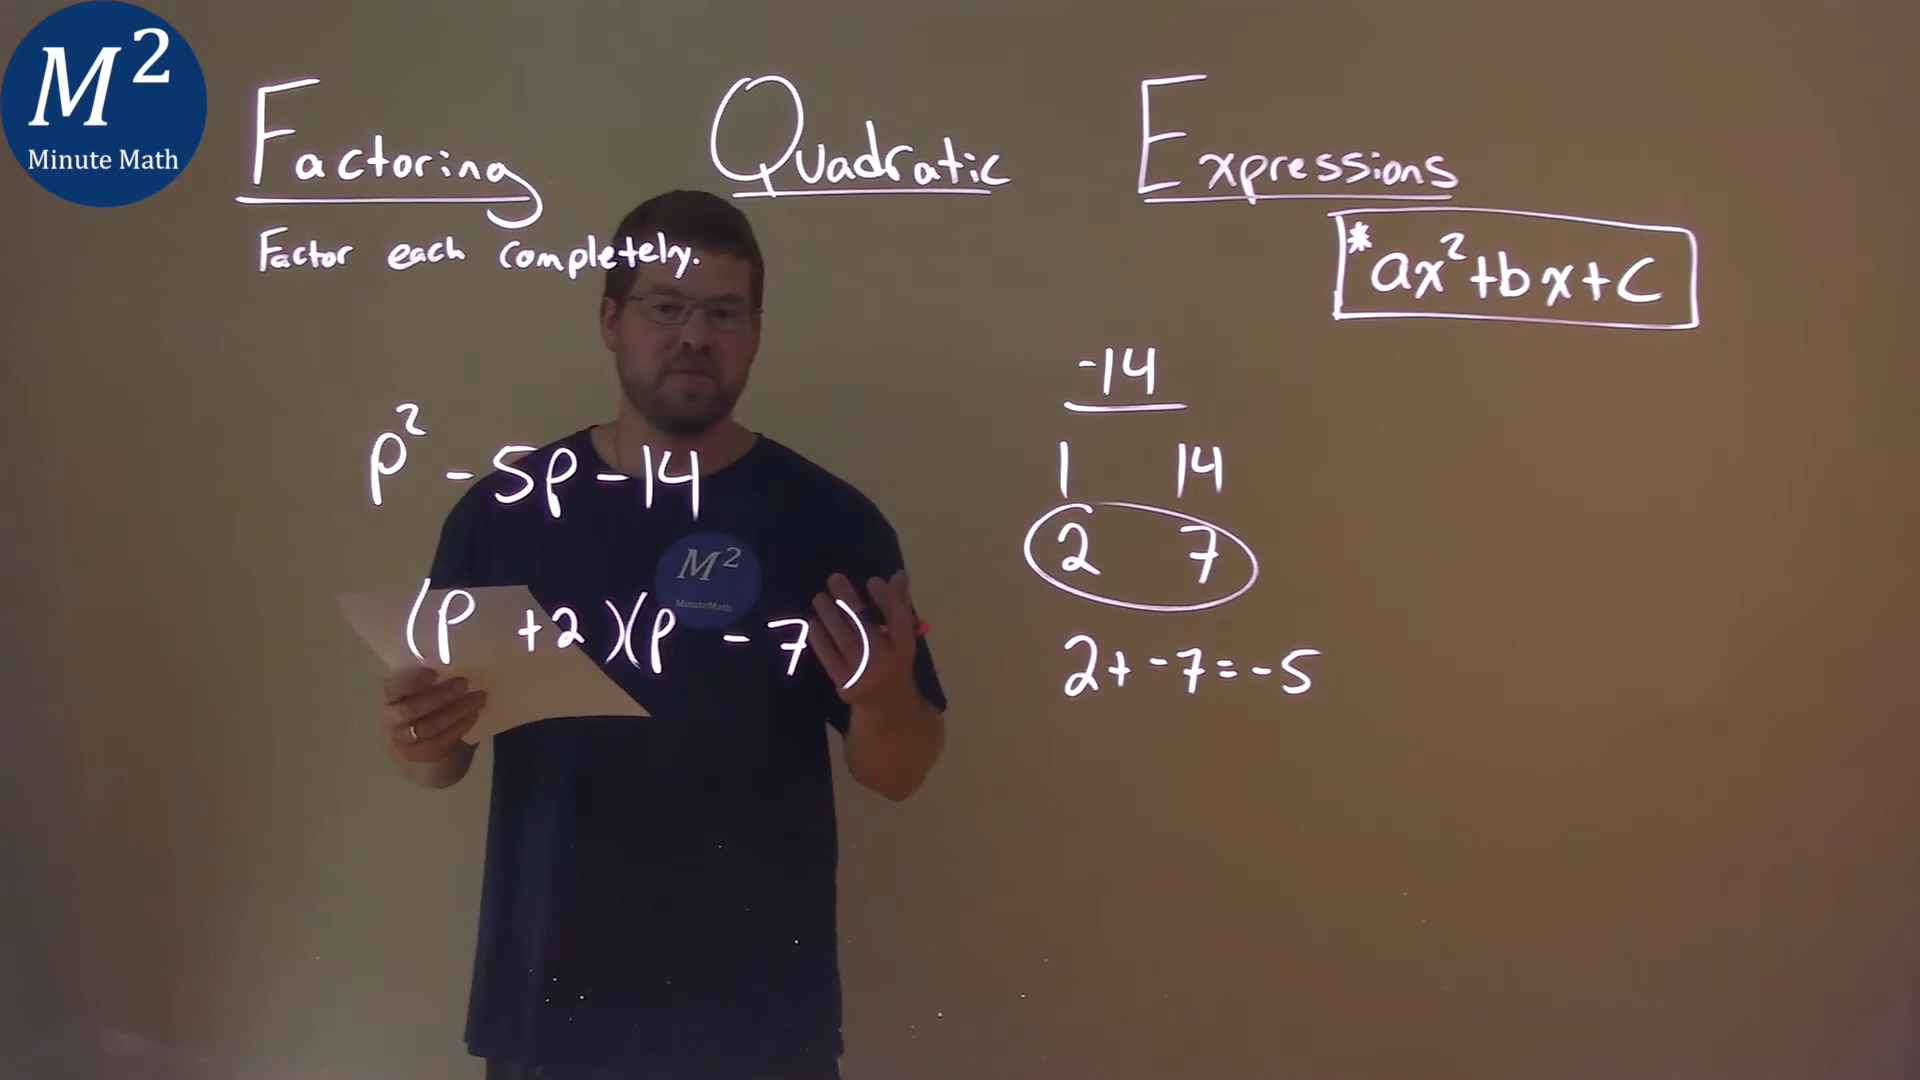 M²
Minute Math
Factoring Quadratic Expressions
Factor each completely.
*ax²+bx+c
-14
1 14
2 7
2+-7=-5
p²-5p-14
M²
MinuteMath
(p +2)(p -7)